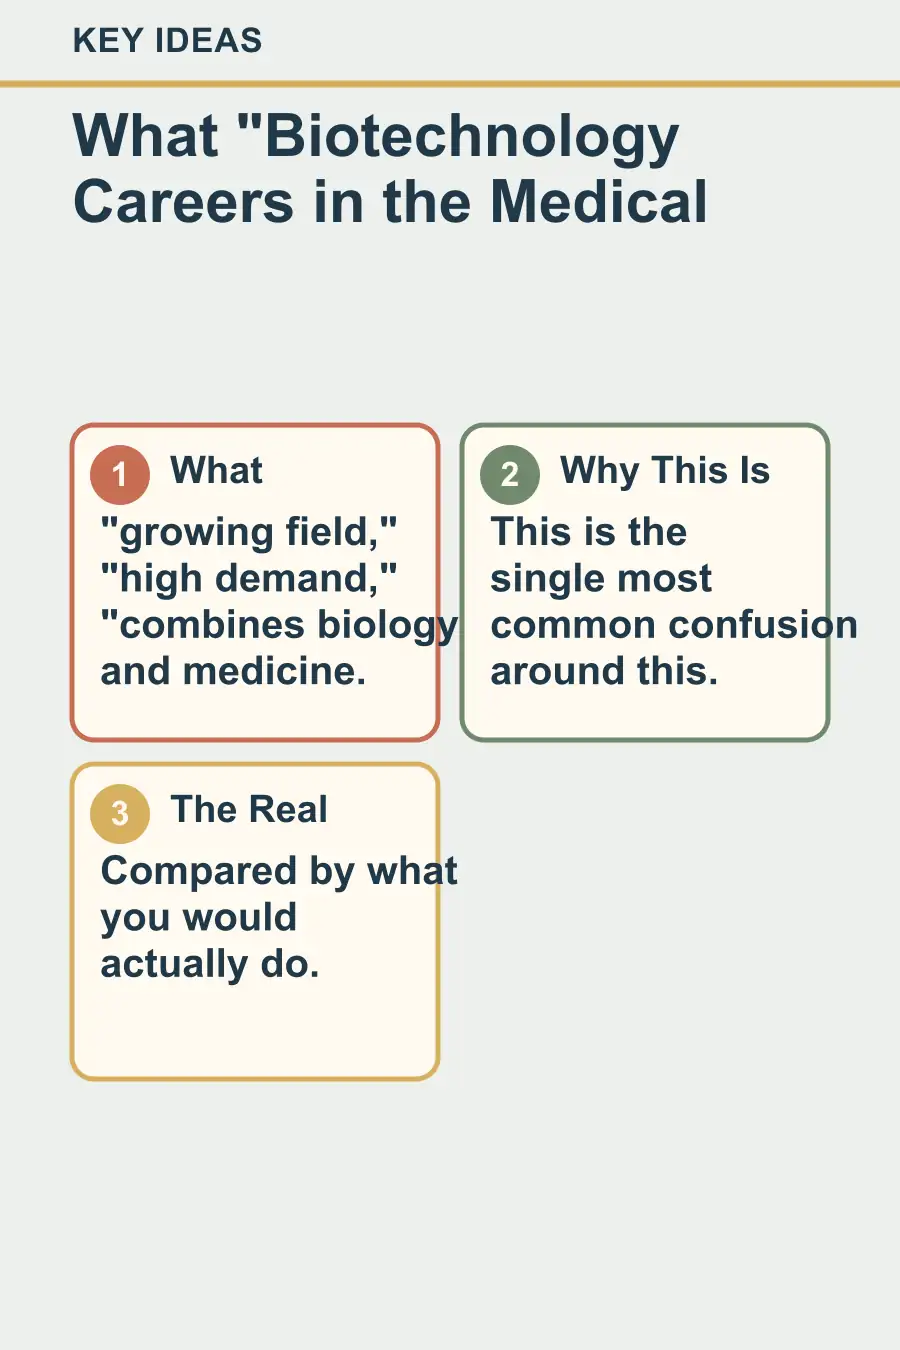 KEY IDEAS
What "Biotechnology
Careers in the Medical
1 What
"growing field,"
"high demand,"
"combines biology
and medicine.
2 Why This Is
This is the
single most
common confusion
around this.
3 The Real
Compared by what
you would
actually do.